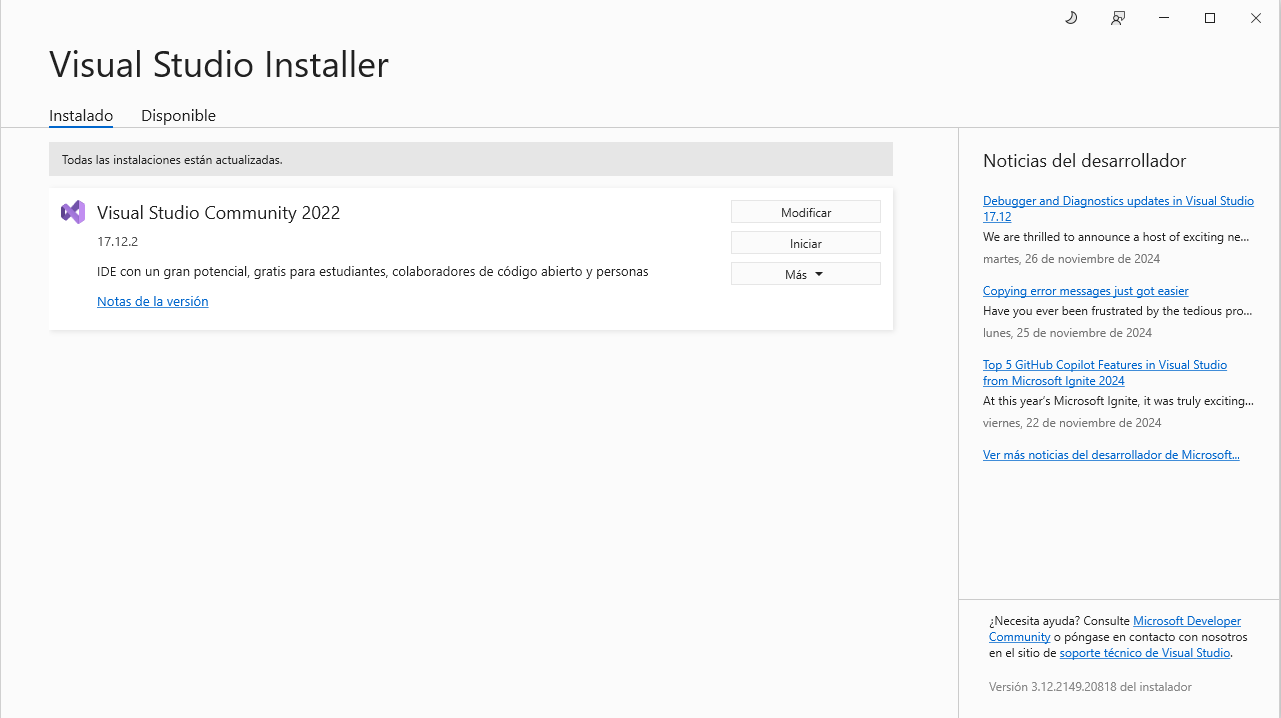 Visual Studio Installer
Instalado
Disponible
Todas las instalaciones están actualizadas.
Visual Studio Community 2022
17.12.2
IDE con un gran potencial, gratis para estudiantes, colaboradores de código abierto y personas
Notas de la versión
Modificar
Iniciar
Más
Noticias del desarrollador
Debugger and Diagnostics updates in Visual Studio
17.12
We are thrilled to announce a host of exciting ne...
martes, 26 de noviembre de 2024
Copying error messages just got easier
Have you ever been frustrated by the tedious pro...
lunes, 25 de noviembre de 2024
Top 5 GitHub Copilot Features in Visual Studio
from Microsoft Ignite 2024
At this year’s Microsoft Ignite, it was truly exciting...
viernes, 22 de noviembre de 2024
Ver más noticias del desarrollador de Microsoft...
¿Necesita ayuda? Consulte Microsoft Developer
Community o póngase en contacto con nosotros
en el sitio de soporte técnico de Visual Studio.
Versión 3.12.2149.20818 del instalador